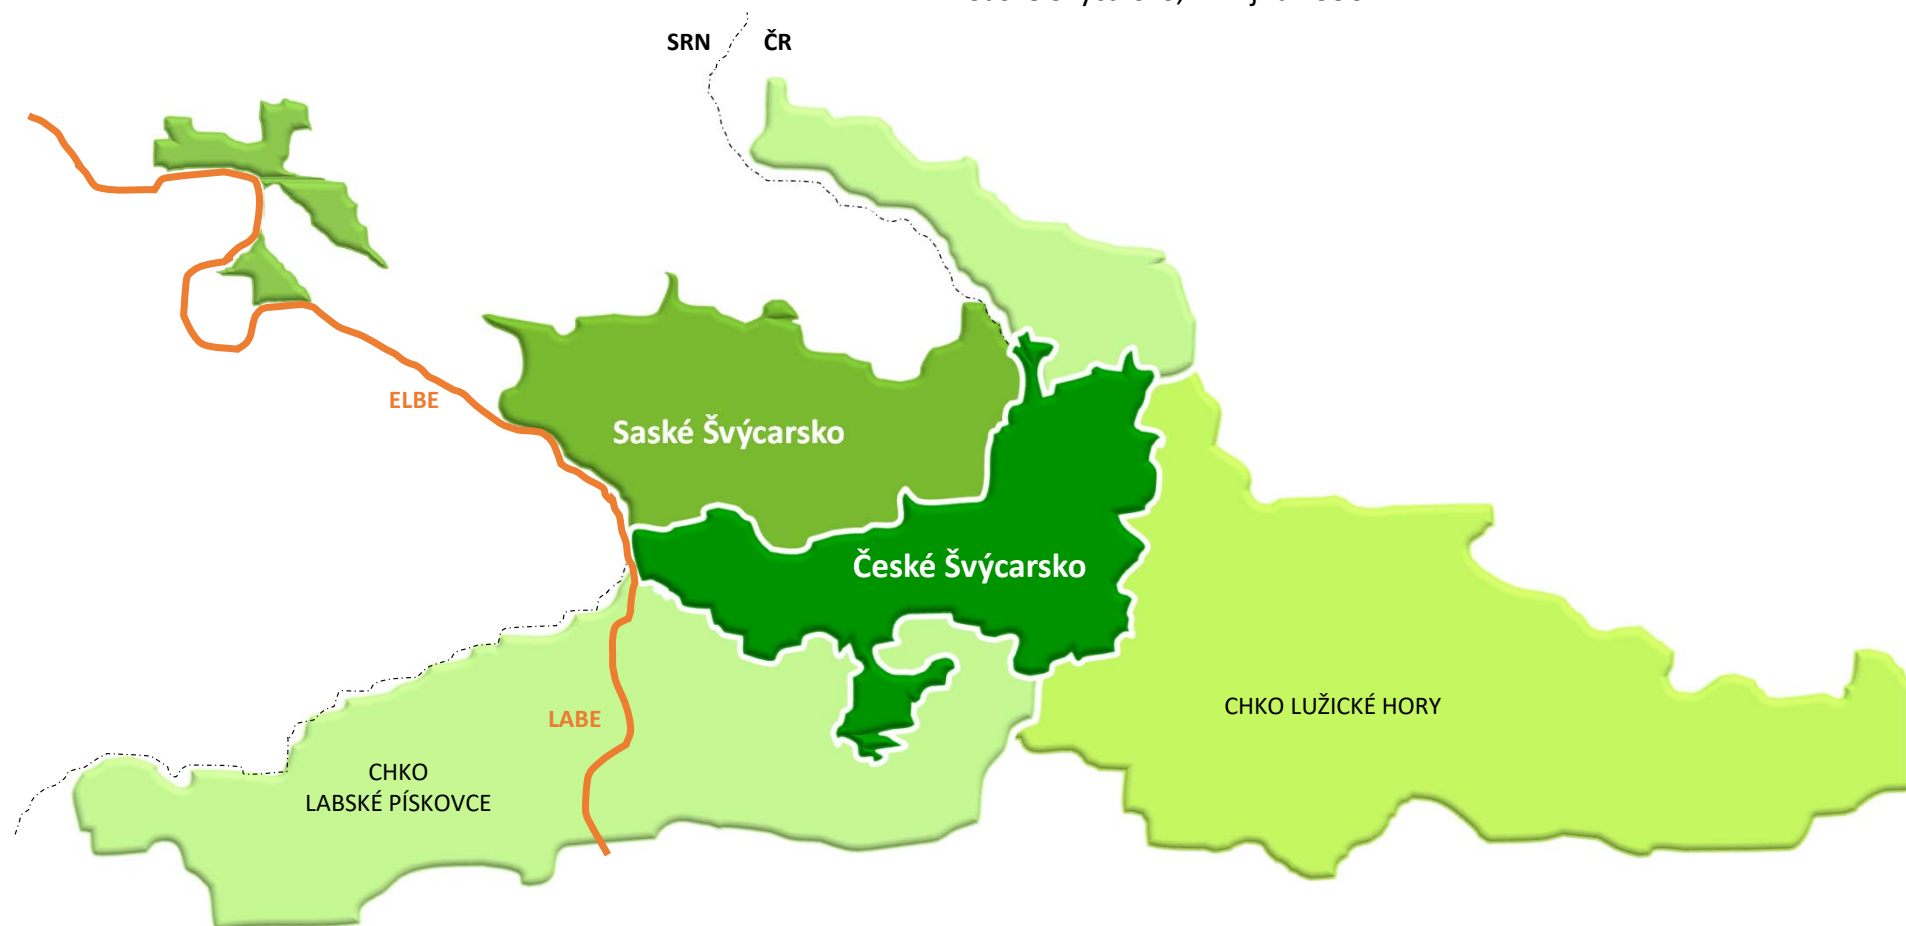 SRN
ČR
ELBE
Saské Švýcarsko
České Švýcarsko
LABE
CHKO LUŽICKÉ HORY
CHKO
LABSKÉ PÍSKOVCE